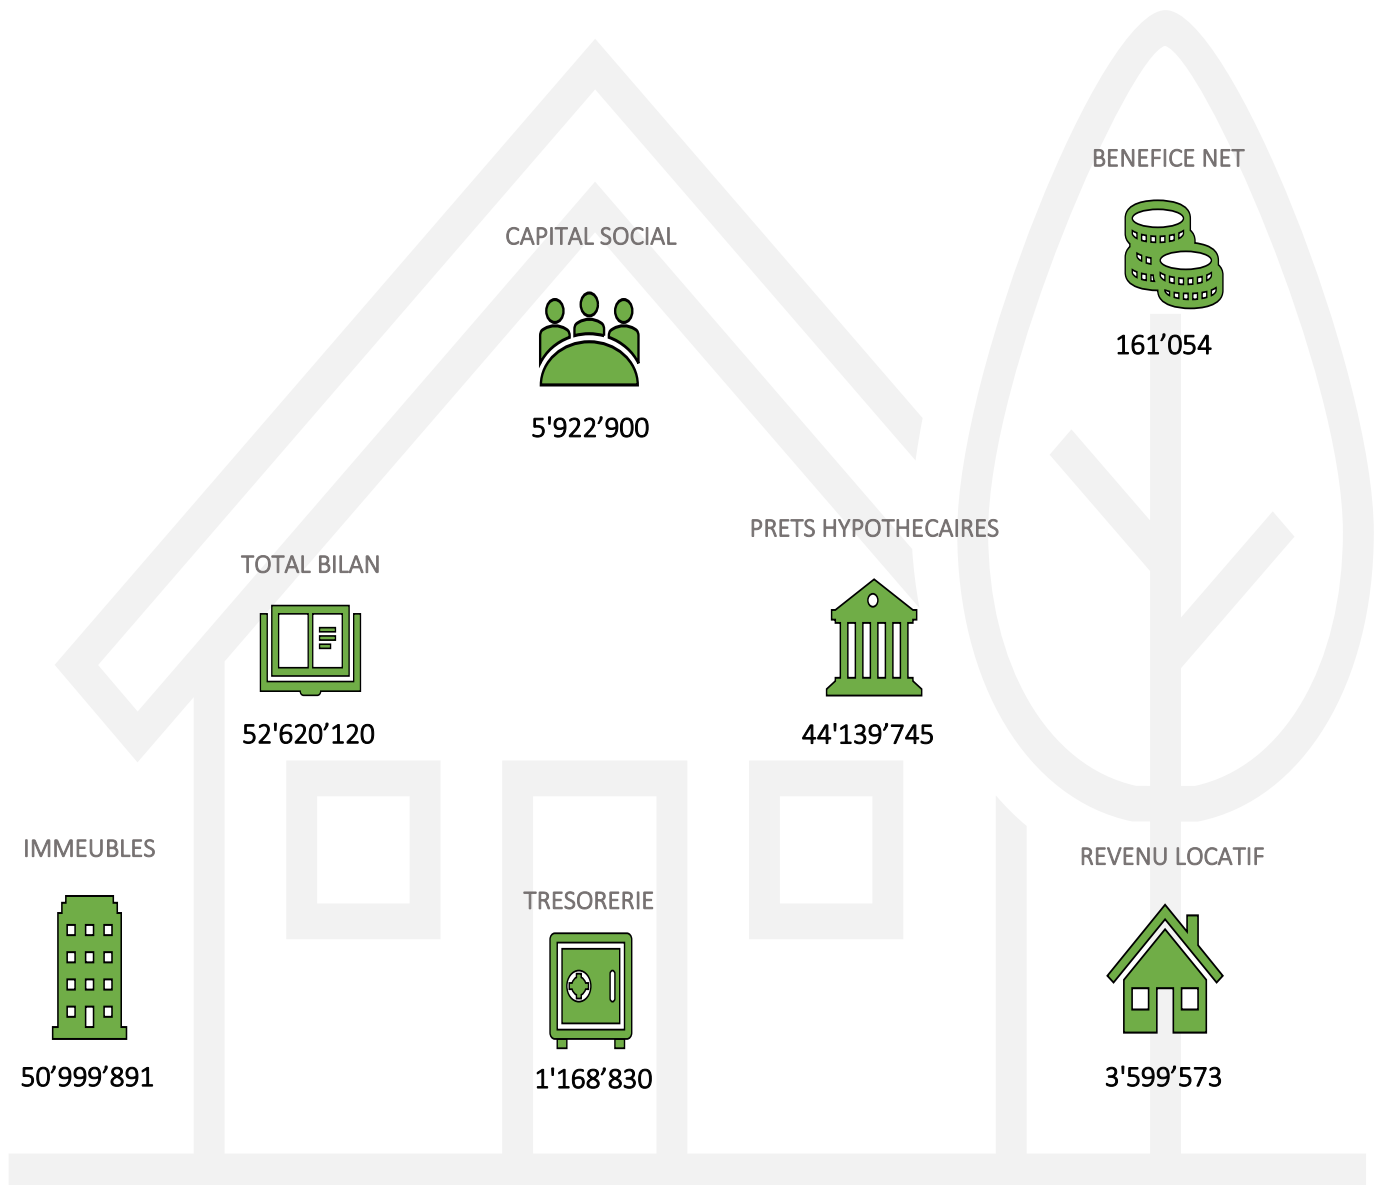 BENEFICE NET
161’054
CAPITAL SOCIAL
5'922’900
PRETS HYPOTHECAIRES
44'139’745
TOTAL BILAN
52'620’120
IMMEUBLES
50’999’891
TRESORERIE
1'168’830
REVENU LOCATIF
3'599’573